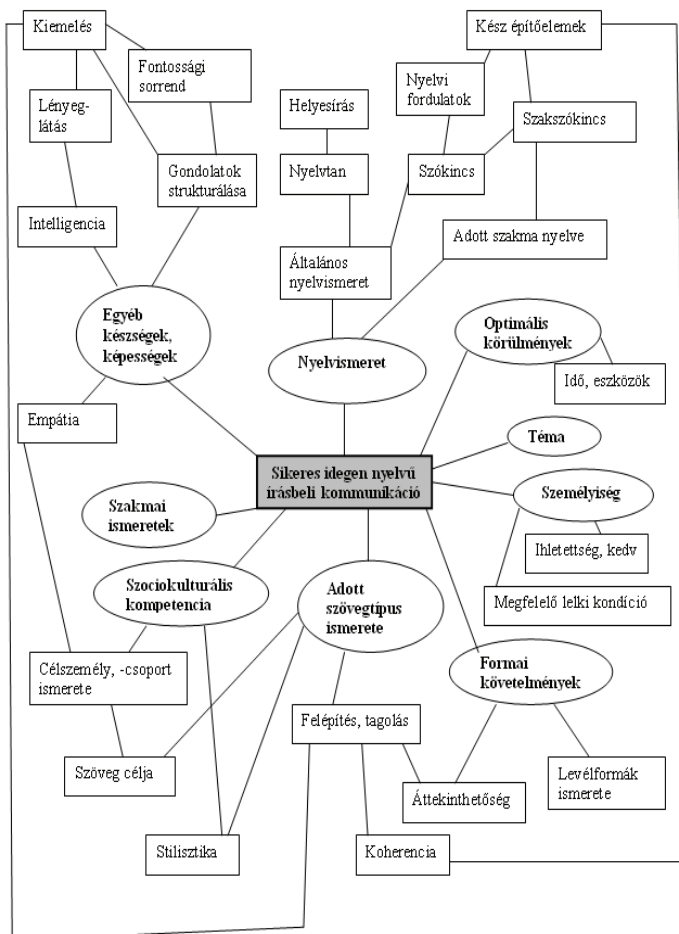 Kiemelés
Kész építőelemek
Fontossági
sorrend
Nyelvi
fordulatok
Lényeg-
látás
Helyesírás
Szakszókincs
Gondolatok
strukturálása
Nyelvtan
Szókincs
Intelligencia
Általános
nyelvismeret
Adott szakma nyelve
Egyéb
készségek,
képességek
Nyelvismeret
Optimális
körülmények
Idő, eszközök
Empátia
Téma
Sikeres idegen nyelvű
írásbeli kommunikáció
Személyiség
Szakmai
ismeretek
Ihletettség, kedv
Szociokulturális
kompetencia
Adott
szövegtípus
ismerete
Megfelelő lelki kondíció
Célszemély, -csoport
ismerete
Formai
követelmények
Felépítés, tagolás
Szöveg célja
Áttekinthetőség
Levélformák
ismerete
Stilisztika
Koherencia